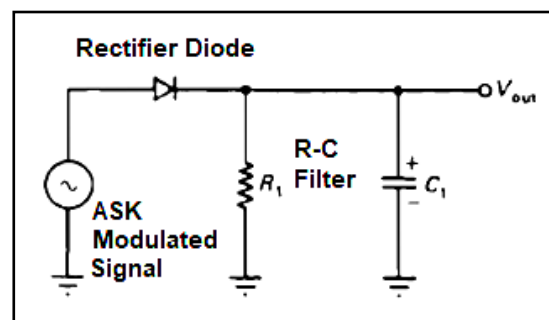 Rectifier Diode
V out
R-C
Filter
R1
+
C1
−
ASK
Modulated
Signal